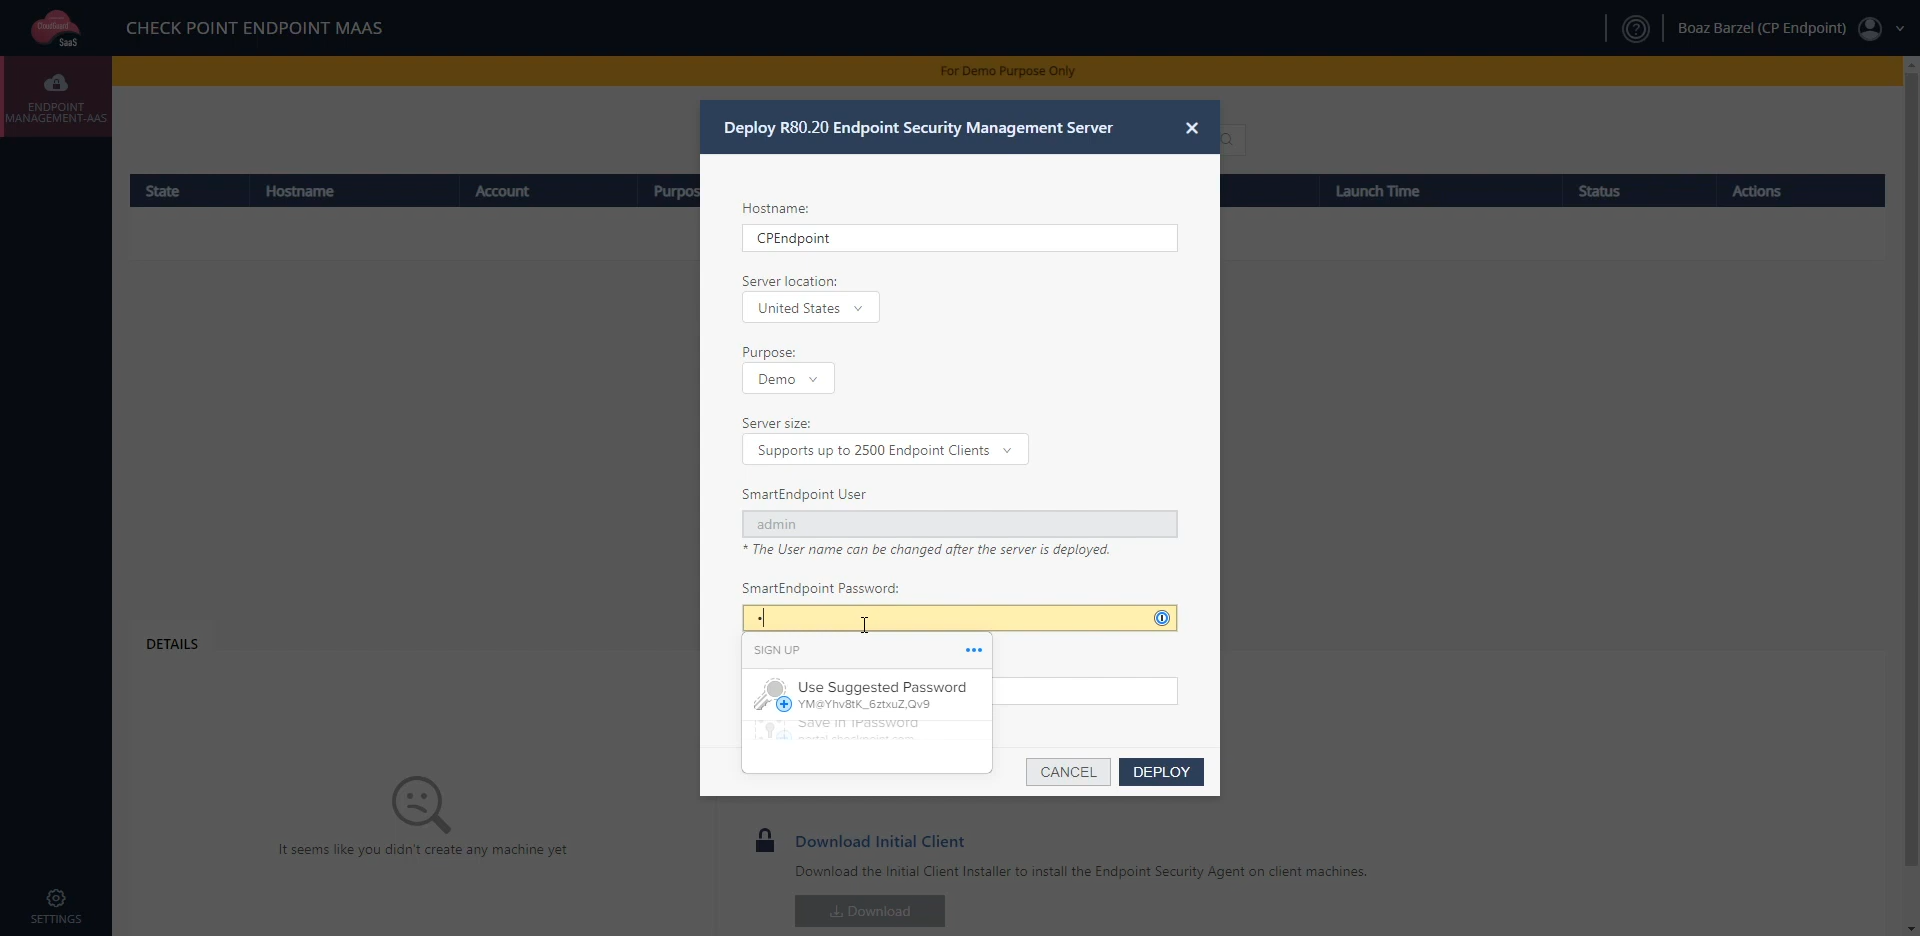 CloudGuard
SaaS
CHECK POINT ENDPOINT MAAS
Boaz Barzel (CP Endpoint)
For Demo Purpose Only
ENDPOINT
MANAGEMENT-AAS
Deploy R80.20 Endpoint Security Management Server
State
Hostname
Account
Purpos
Launch Time
Status
Actions
Hostname:
CPEndpoint
Server location:
United States
Purpose:
Demo
Server size:
Supports up to 2500 Endpoint Clients
SmartEndpoint User
admin
* The User name can be changed after the server is deployed.
SmartEndpoint Password:
SIGN UP
Use Suggested Password
YM@Yhv8tK_6ztxuZ,Qv9
Save in 1Password
portal.checkpoint.com
CANCEL
DEPLOY
DETAILS
It seems like you didn't create any machine yet
Download Initial Client
Download the Initial Client Installer to install the Endpoint Security Agent on client machines.
Download
SETTINGS